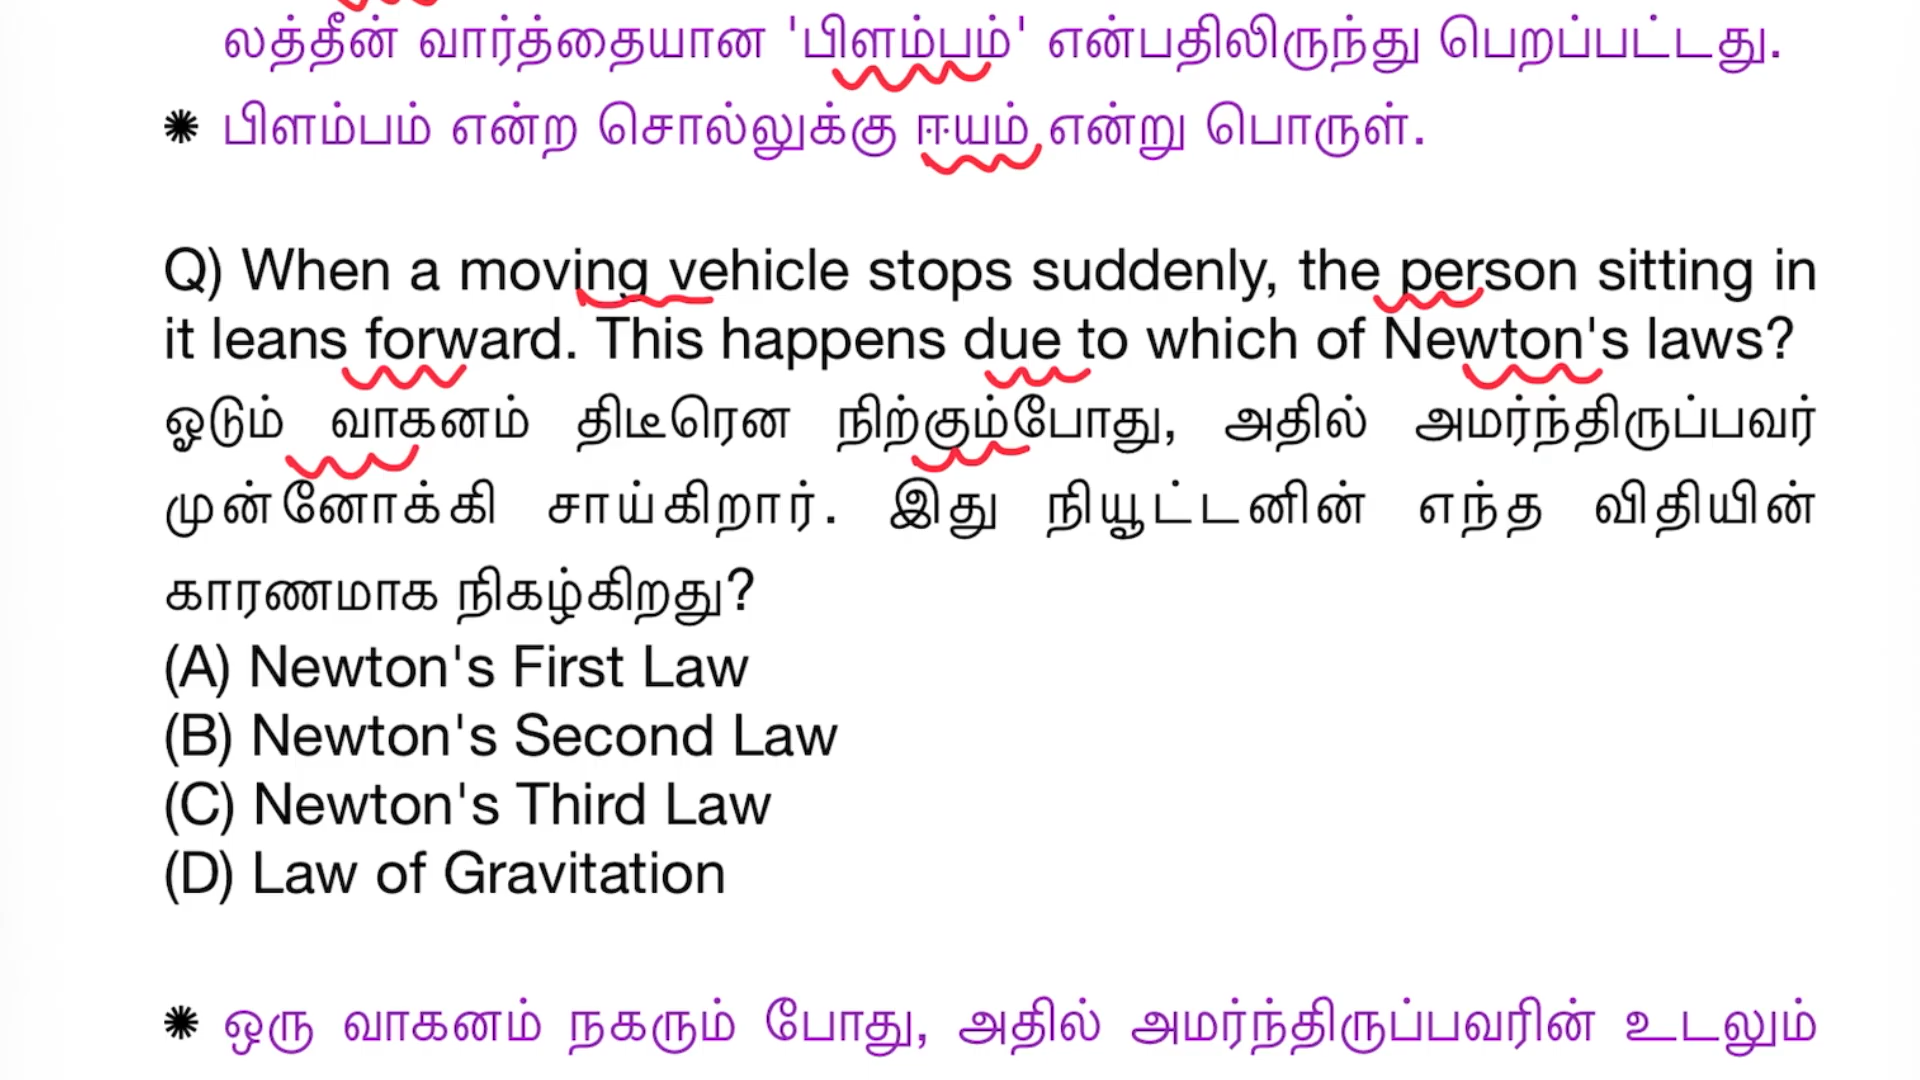 லத்தீன் வார்த்தையான 'பிளம்பம்' என்பதிலிருந்து பெறப்பட்டது.
✺ பிளம்பம் என்ற சொல்லுக்கு ஈயம் என்று பொருள்.
Q) When a moving vehicle stops suddenly, the person sitting in
it leans forward. This happens due to which of Newton's laws?
ஓடும் வாகனம் திடீரென நிற்கும்போது, அதில் அமர்ந்திருப்பவர்
முன்னோக்கி சாய்கிறார். இது நியூட்டனின் எந்த விதியின்
காரணமாக நிகழ்கிறது?
(A) Newton's First Law
(B) Newton's Second Law
(C) Newton's Third Law
(D) Law of Gravitation
✺ ஒரு வாகனம் நகரும் போது, அதில் அமர்ந்திருப்பவரின் உடலும்